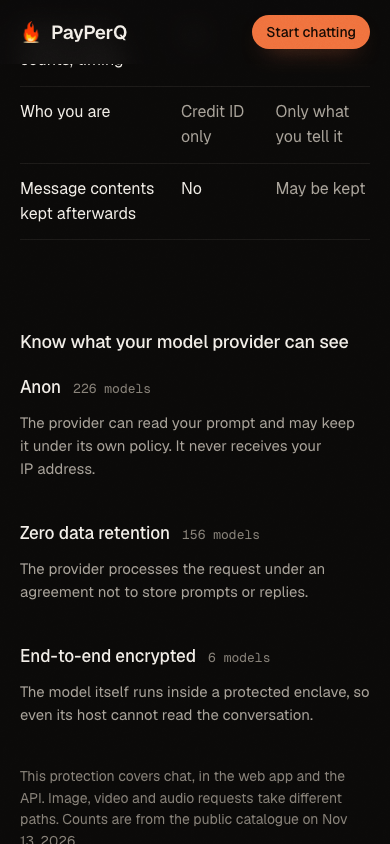 PayPerQ
Start chatting
counts, timing
Who you are
Credit ID
only
Only what
you tell it
Message contents
kept afterwards
No
May be kept
Know what your model provider can see
Anon 226 models
The provider can read your prompt and may keep
it under its own policy. It never receives your
IP address.
Zero data retention 156 models
The provider processes the request under an
agreement not to store prompts or replies.
End-to-end encrypted 6 models
The model itself runs inside a protected enclave, so
even its host cannot read the conversation.
This protection covers chat, in the web app and the
API. Image, video and audio requests take different
paths. Counts are from the public catalogue on Nov
13, 2026